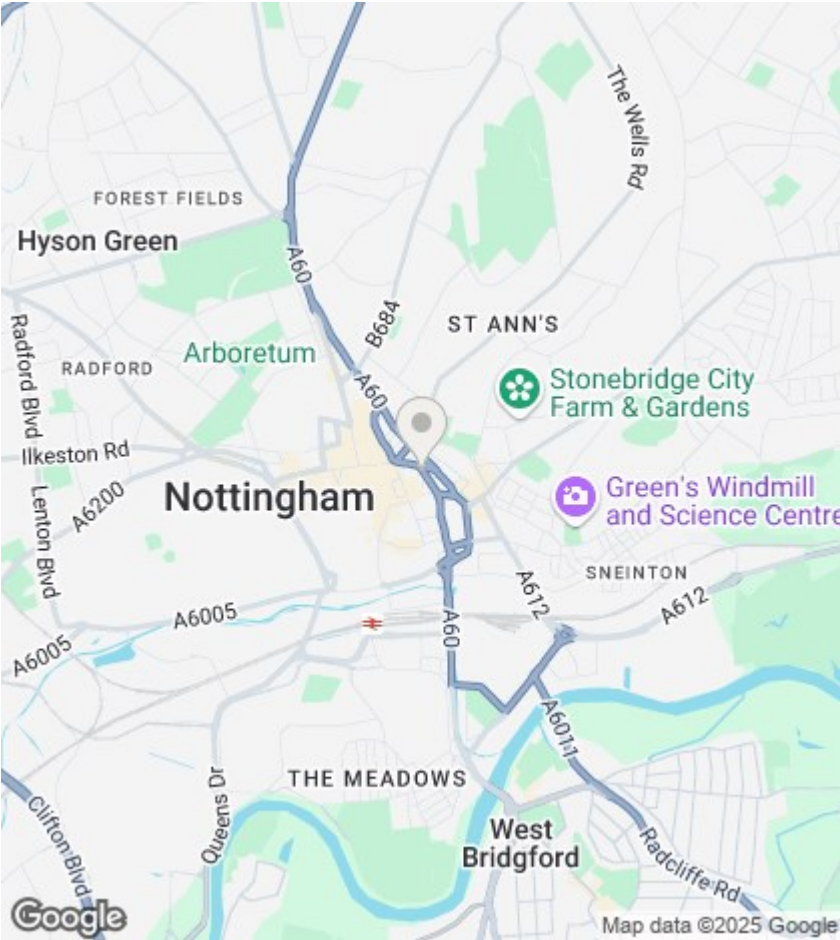 The Wells Rd
FOREST FIELDS
Hyson Green
A60
B684
ST ANN'S
Radford Blvd
RADFORD
Arboretum
A60
Stonebridge City
Farm & Gardens
Ilkeston Rd
Lenton Blvd
A6200
Nottingham
Green's Windmill
and Science Centre
SNEINTON
A612
A612
A6005
A6005
A60
A6011
THE MEADOWS
Queens Dr
Clifton Blvd
West
Bridgford
Radcliffe Rd
Google
Map data ©2025 Google